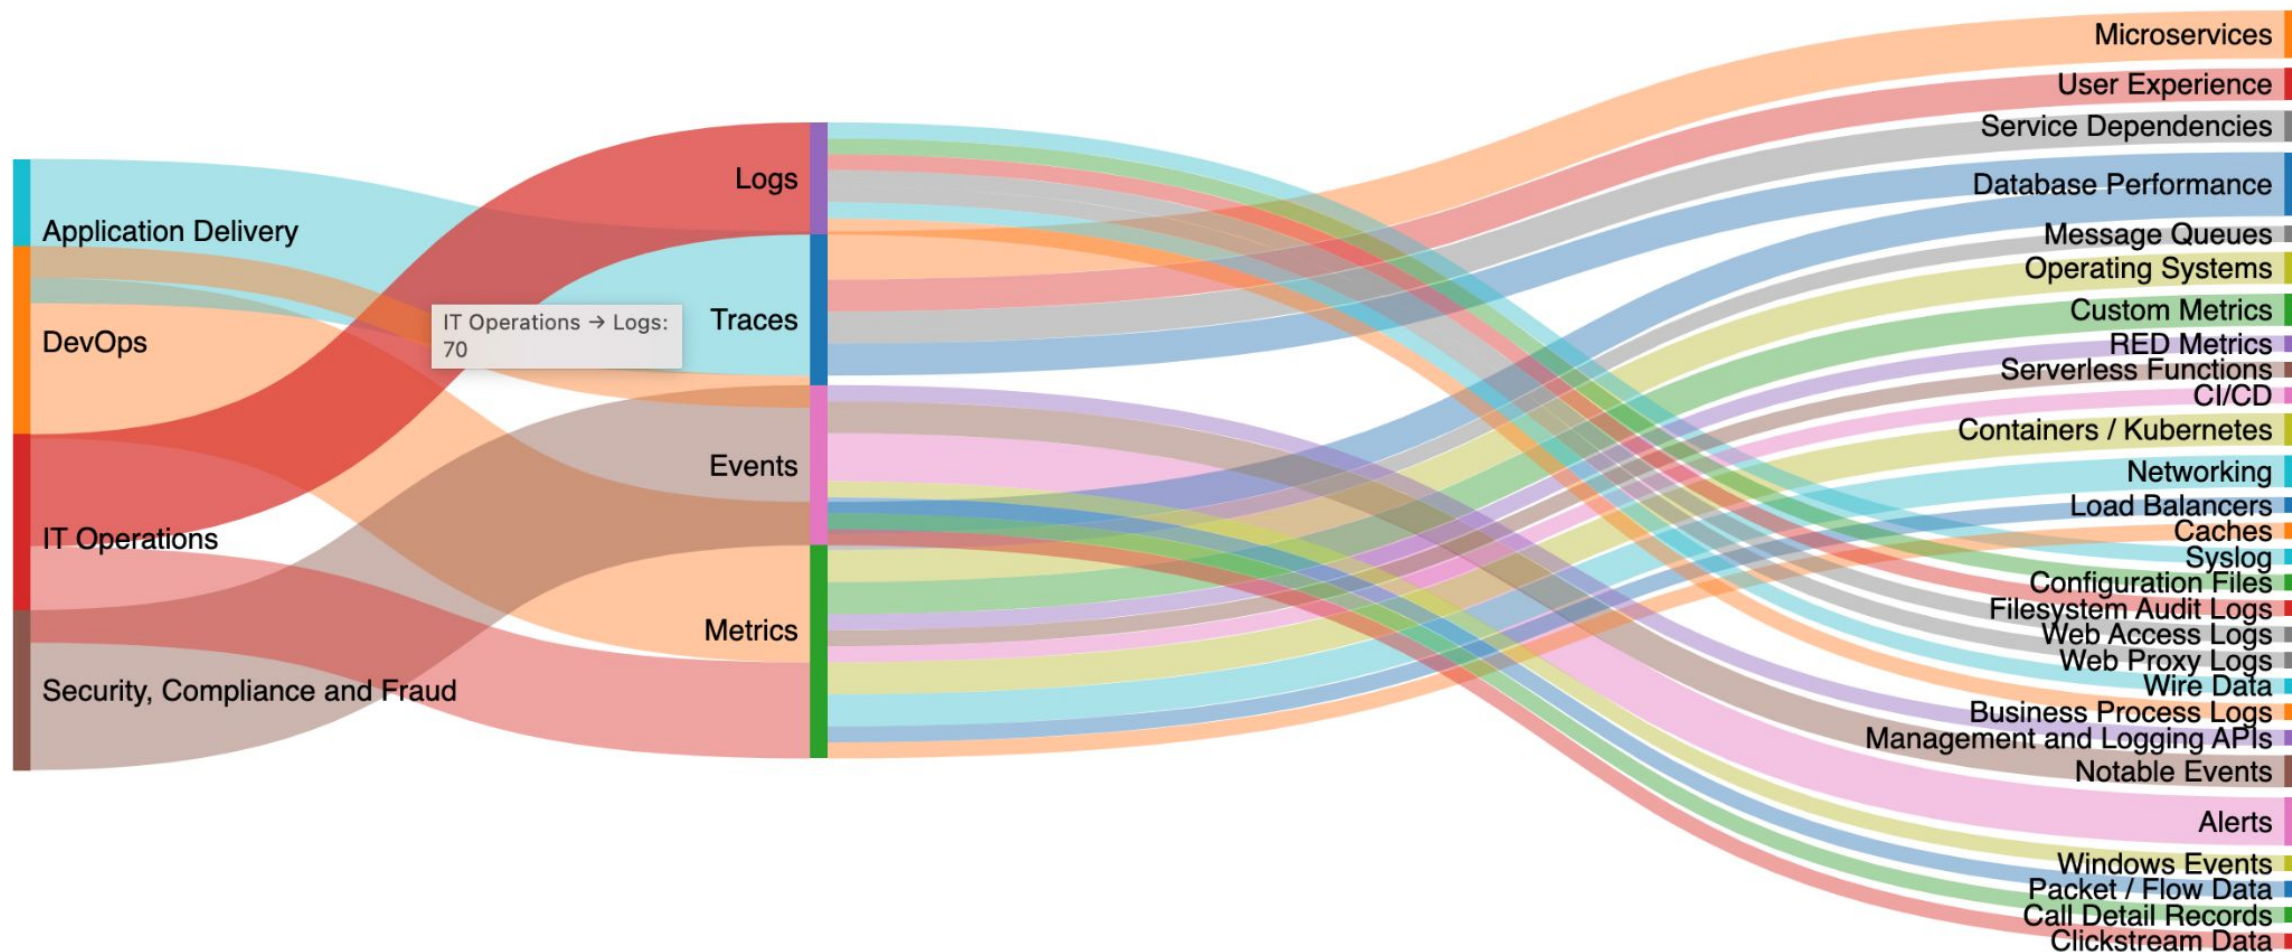 Application Delivery
DevOps
IT Operations
Security, Compliance and Fraud
IT Operations → Logs:
70
Logs
Traces
Events
Metrics
Microservices
User Experience
Service Dependencies
Database Performance
Message Queues
Operating Systems
Custom Metrics
RED Metrics
Serverless Functions
CI/CD
Containers / Kubernetes
Networking
Load Balancers
Caches
Syslog
Configuration Files
Filesystem Audit Logs
Web Access Logs
Web Proxy Logs
Wire Data
Business Process Logs
Management and Logging APIs
Notable Events
Alerts
Windows Events
Packet / Flow Data
Call Detail Records
Clickstream Data